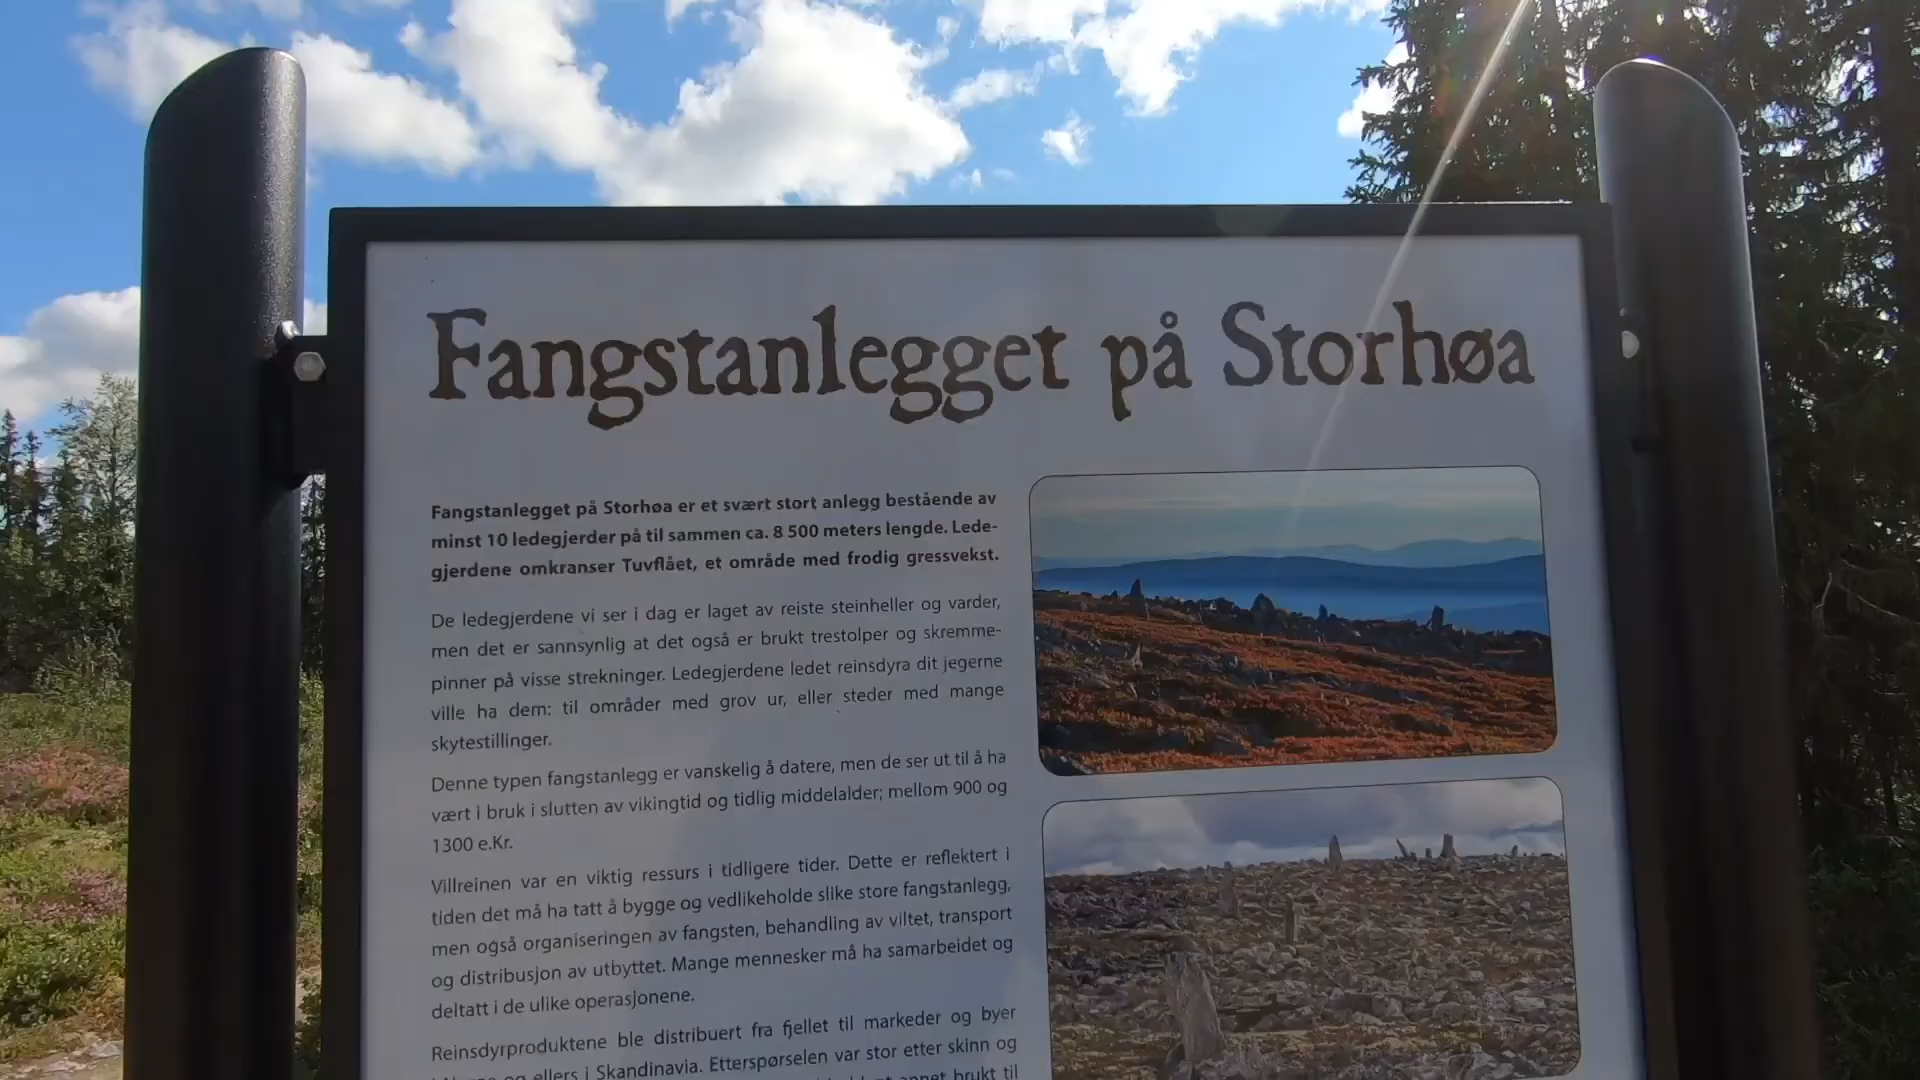 Fangstanlegget på Storhøa
Fangstanlegget på Storhøa er et svært stort anlegg bestående av
minst 10 ledegjerder på til sammen ca. 8 500 meters lengde. Lede-
gjerdene omkranser Tuvflået, et område med frodig gressvekst.
De ledegjerdene vi ser i dag er laget av reiste steinheller og varder,
men det er sannsynlig at det også er brukt trestolper og skremme-
pinner på visse strekninger. Ledegjerdene ledet reinsdyra dit jegerne
ville ha dem: til områder med grov ur, eller steder med mange
skytestillinger.
Denne typen fangstanlegg er vanskelig å datere, men de ser ut til å ha
vært i bruk i slutten av vikingtid og tidlig middelalder; mellom 900 og
1300 e.Kr.
Villreinen var en viktig ressurs i tidligere tider. Dette er reflektert i
tiden det må ha tatt å bygge og vedlikeholde slike store fangstanlegg,
men også organiseringen av fangsten, behandling av viltet, transport
og distribusjon av utbyttet. Mange mennesker må ha samarbeidet og
deltatt i de ulike operasjonene.
Reinsdyrproduktene ble distribuert fra fjellet til markeder og byer
og ellers i Skandinavia. Etterspørselen var stor etter skinn og
annet brukt til